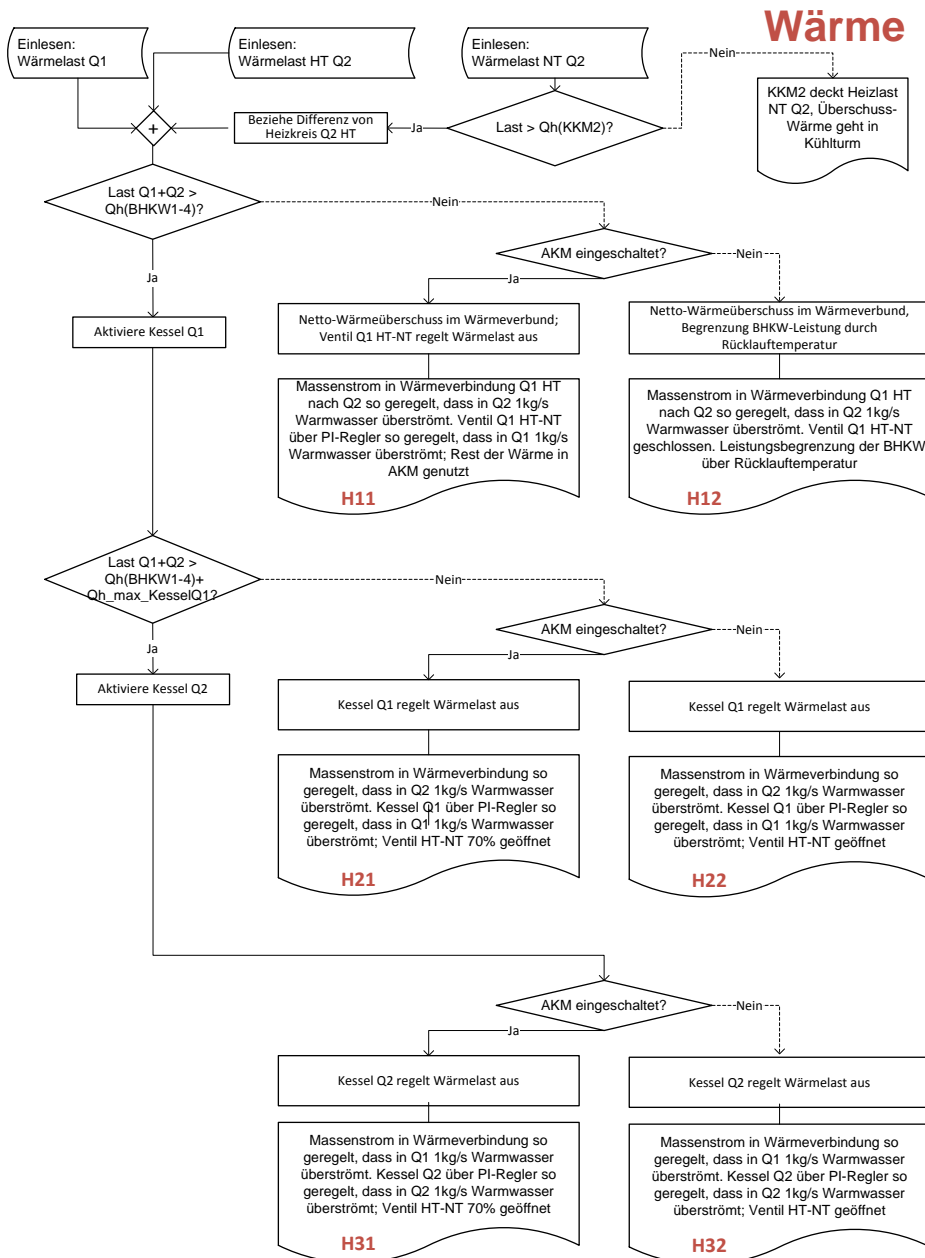 Wärme
Einlesen:
Wärmelast Q1
Einlesen:
Wärmelast HT Q2
Einlesen:
Wärmelast NT Q2
Nein
KKM2 deckt Heizlast
NT Q2, Überschuss-
Wärme geht in
Kühlturm
+
Beziehe Differenz von
Heizkreis Q2 HT
Ja
Last > Qh(KKM2)?
Last Q1+Q2 >
Qh(BHKW1-4)?
Nein
AKM eingeschaltet?
Nein
Ja
Ja
Aktiviere Kessel Q1
Netto-Wärmeüberschuss im Wärmeverbund;
Ventil Q1 HT-NT regelt Wärmelast aus
Netto-Wärmeüberschuss im Wärmeverbund,
Begrenzung BHKW-Leistung durch
Rücklauftemperatur
Massenstrom in Wärmeverbindung Q1 HT
nach Q2 so geregelt, dass in Q2 1kg/s
Warmwasser überströmt. Ventil Q1 HT-NT
über PI-Regler so geregelt, dass in Q1 1kg/s
Warmwasser überströmt; Rest der Wärme in
AKM genutzt
H11
Massenstrom in Wärmeverbindung Q1 HT
nach Q2 so geregelt, dass in Q2 1kg/s
Warmwasser überströmt. Ventil Q1 HT-NT
geschlossen. Leistungsbegrenzung der BHKW
über Rücklauftemperatur
H12
Last Q1+Q2 >
Qh(BHKW1-4)+
Qh_max_KesselQ1?
Nein
AKM eingeschaltet?
Nein
Ja
Ja
Aktiviere Kessel Q2
Kessel Q1 regelt Wärmelast aus
Kessel Q1 regelt Wärmelast aus
Massenstrom in Wärmeverbindung so
geregelt, dass in Q2 1kg/s Warmwasser
überströmt. Kessel Q1 über PI-Regler so
geregelt, dass in Q1 1kg/s Warmwasser
überströmt; Ventil HT-NT 70% geöffnet
H21
Massenstrom in Wärmeverbindung so
geregelt, dass in Q2 1kg/s Warmwasser
überströmt. Kessel Q1 über PI-Regler so
geregelt, dass in Q1 1kg/s Warmwasser
überströmt; Ventil HT-NT geöffnet
H22
AKM eingeschaltet?
Nein
Ja
Kessel Q2 regelt Wärmelast aus
Kessel Q2 regelt Wärmelast aus
Massenstrom in Wärmeverbindung so
geregelt, dass in Q1 1kg/s Warmwasser
überströmt. Kessel Q2 über PI-Regler so
geregelt, dass in Q2 1kg/s Warmwasser
überströmt; Ventil HT-NT 70% geöffnet
H31
Massenstrom in Wärmeverbindung so
geregelt, dass in Q1 1kg/s Warmwasser
überströmt. Kessel Q2 über PI-Regler so
geregelt, dass in Q2 1kg/s Warmwasser
überströmt; Ventil HT-NT geöffnet
H32